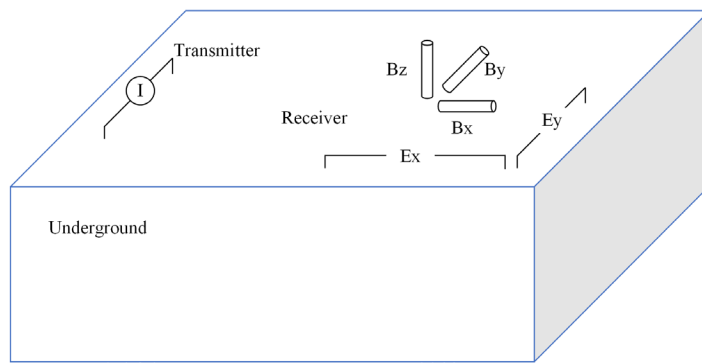 Transmitter
I
Bz
By
Bx
Receiver
Ey
Ex
Underground